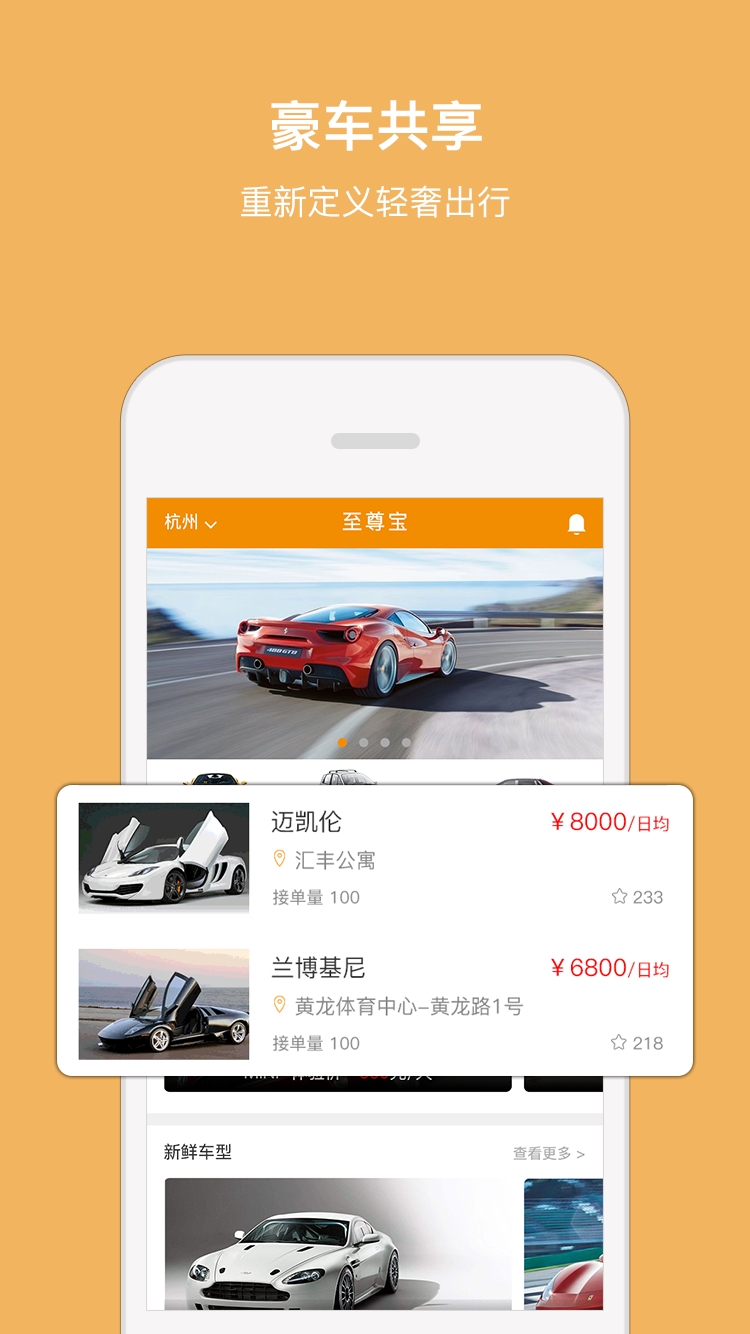 豪车共享
重新定义轻奢出行
杭州
至尊宝
488 GTB
迈凯伦
￥8000/日均
汇丰公寓
接单量 100
233
兰博基尼
￥6800/日均
黄龙体育中心-黄龙路1号
接单量 100
218
新鲜车型
查看更多 >